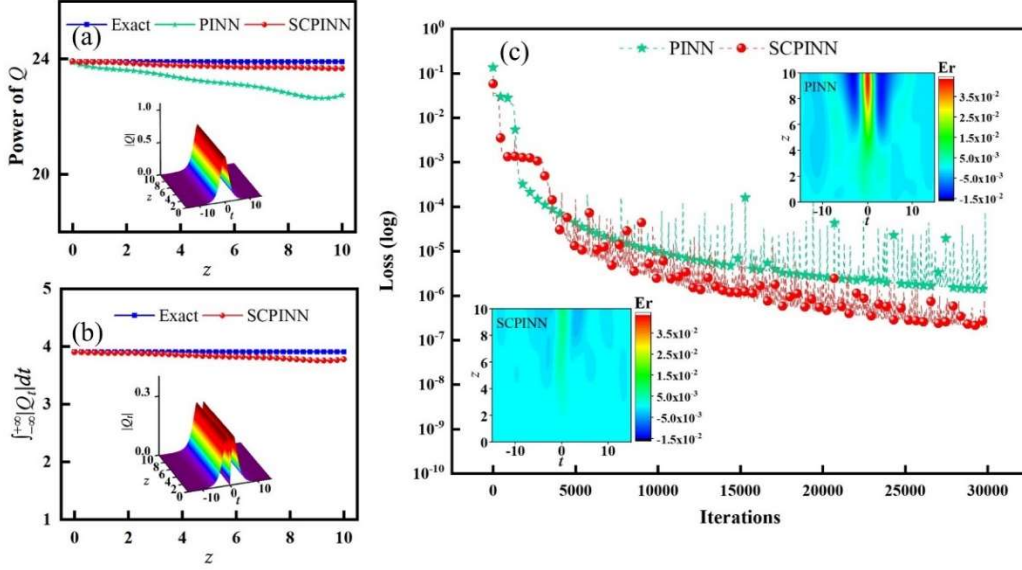 Exact PINN SCPINN
(a)
24
20
Power of Q
1.0
0.5
0.0
|Q|
10
8
6
4
2
0
z
-10 0 10
t
0 2 4 6 8 10
z
5
4
3
2
1
(b)
Exact SCPINN
∫₋∞⁺∞|Qₜ|dt
0.3
0.0
|Qₜ|
10
8
6
4
2
0
z
-10 0 10
t
0 2 4 6 8 10
z
(c)
PINN SCPINN
10⁰
10⁻¹
10⁻²
10⁻³
10⁻⁴
10⁻⁵
10⁻⁶
10⁻⁷
10⁻⁸
10⁻⁹
10⁻¹⁰
Loss (log)
PINN
Er
10
8
6
4
2
0
z
-10 0 10
t
3.5x10⁻²
2.5x10⁻²
1.5x10⁻²
5.0x10⁻³
-5.0x10⁻³
-1.5x10⁻²
SCPINN
Er
10
8
6
4
2
0
z
-10 0 10
t
3.5x10⁻²
2.5x10⁻²
1.5x10⁻²
5.0x10⁻³
-5.0x10⁻³
-1.5x10⁻²
0 5000 10000 15000 20000 25000 30000
Iterations